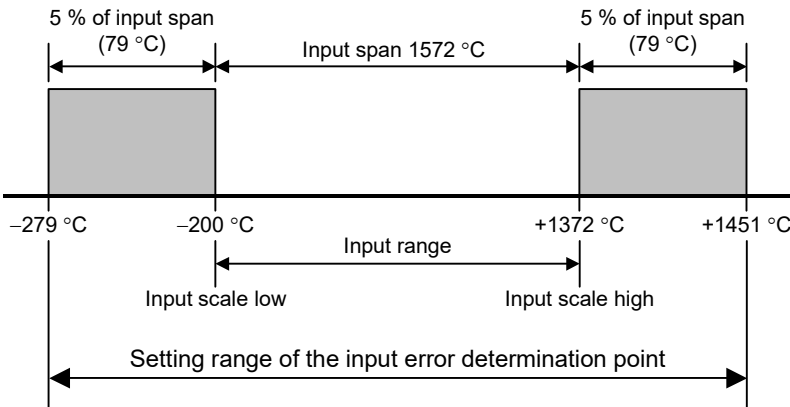 5 % of input span
(79 °C)
Input span 1572 °C
5 % of input span
(79 °C)
−279 °C
−200 °C
+1372 °C
+1451 °C
Input range
Input scale low
Input scale high
Setting range of the input error determination point